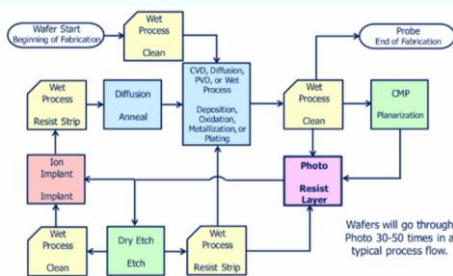 Wafer Start
Beginning of Fabrication
Wet
Process
Clean
Probe
End of Fabrication
Wet
Process
Resist Strip
Diffusion
Anneal
CVD, Diffusion,
PVD, or Wet
Process
Deposition,
Oxidation,
Metallization, or
Plating
Wet
Process
Clean
CMP
Planarization
Ion
Implant
Implant
Photo
Resist
Layer
Wet
Process
Clean
Dry Etch
Etch
Wet
Process
Resist Strip
Wafers will go through
Photo 30-50 times in a
typical process flow.